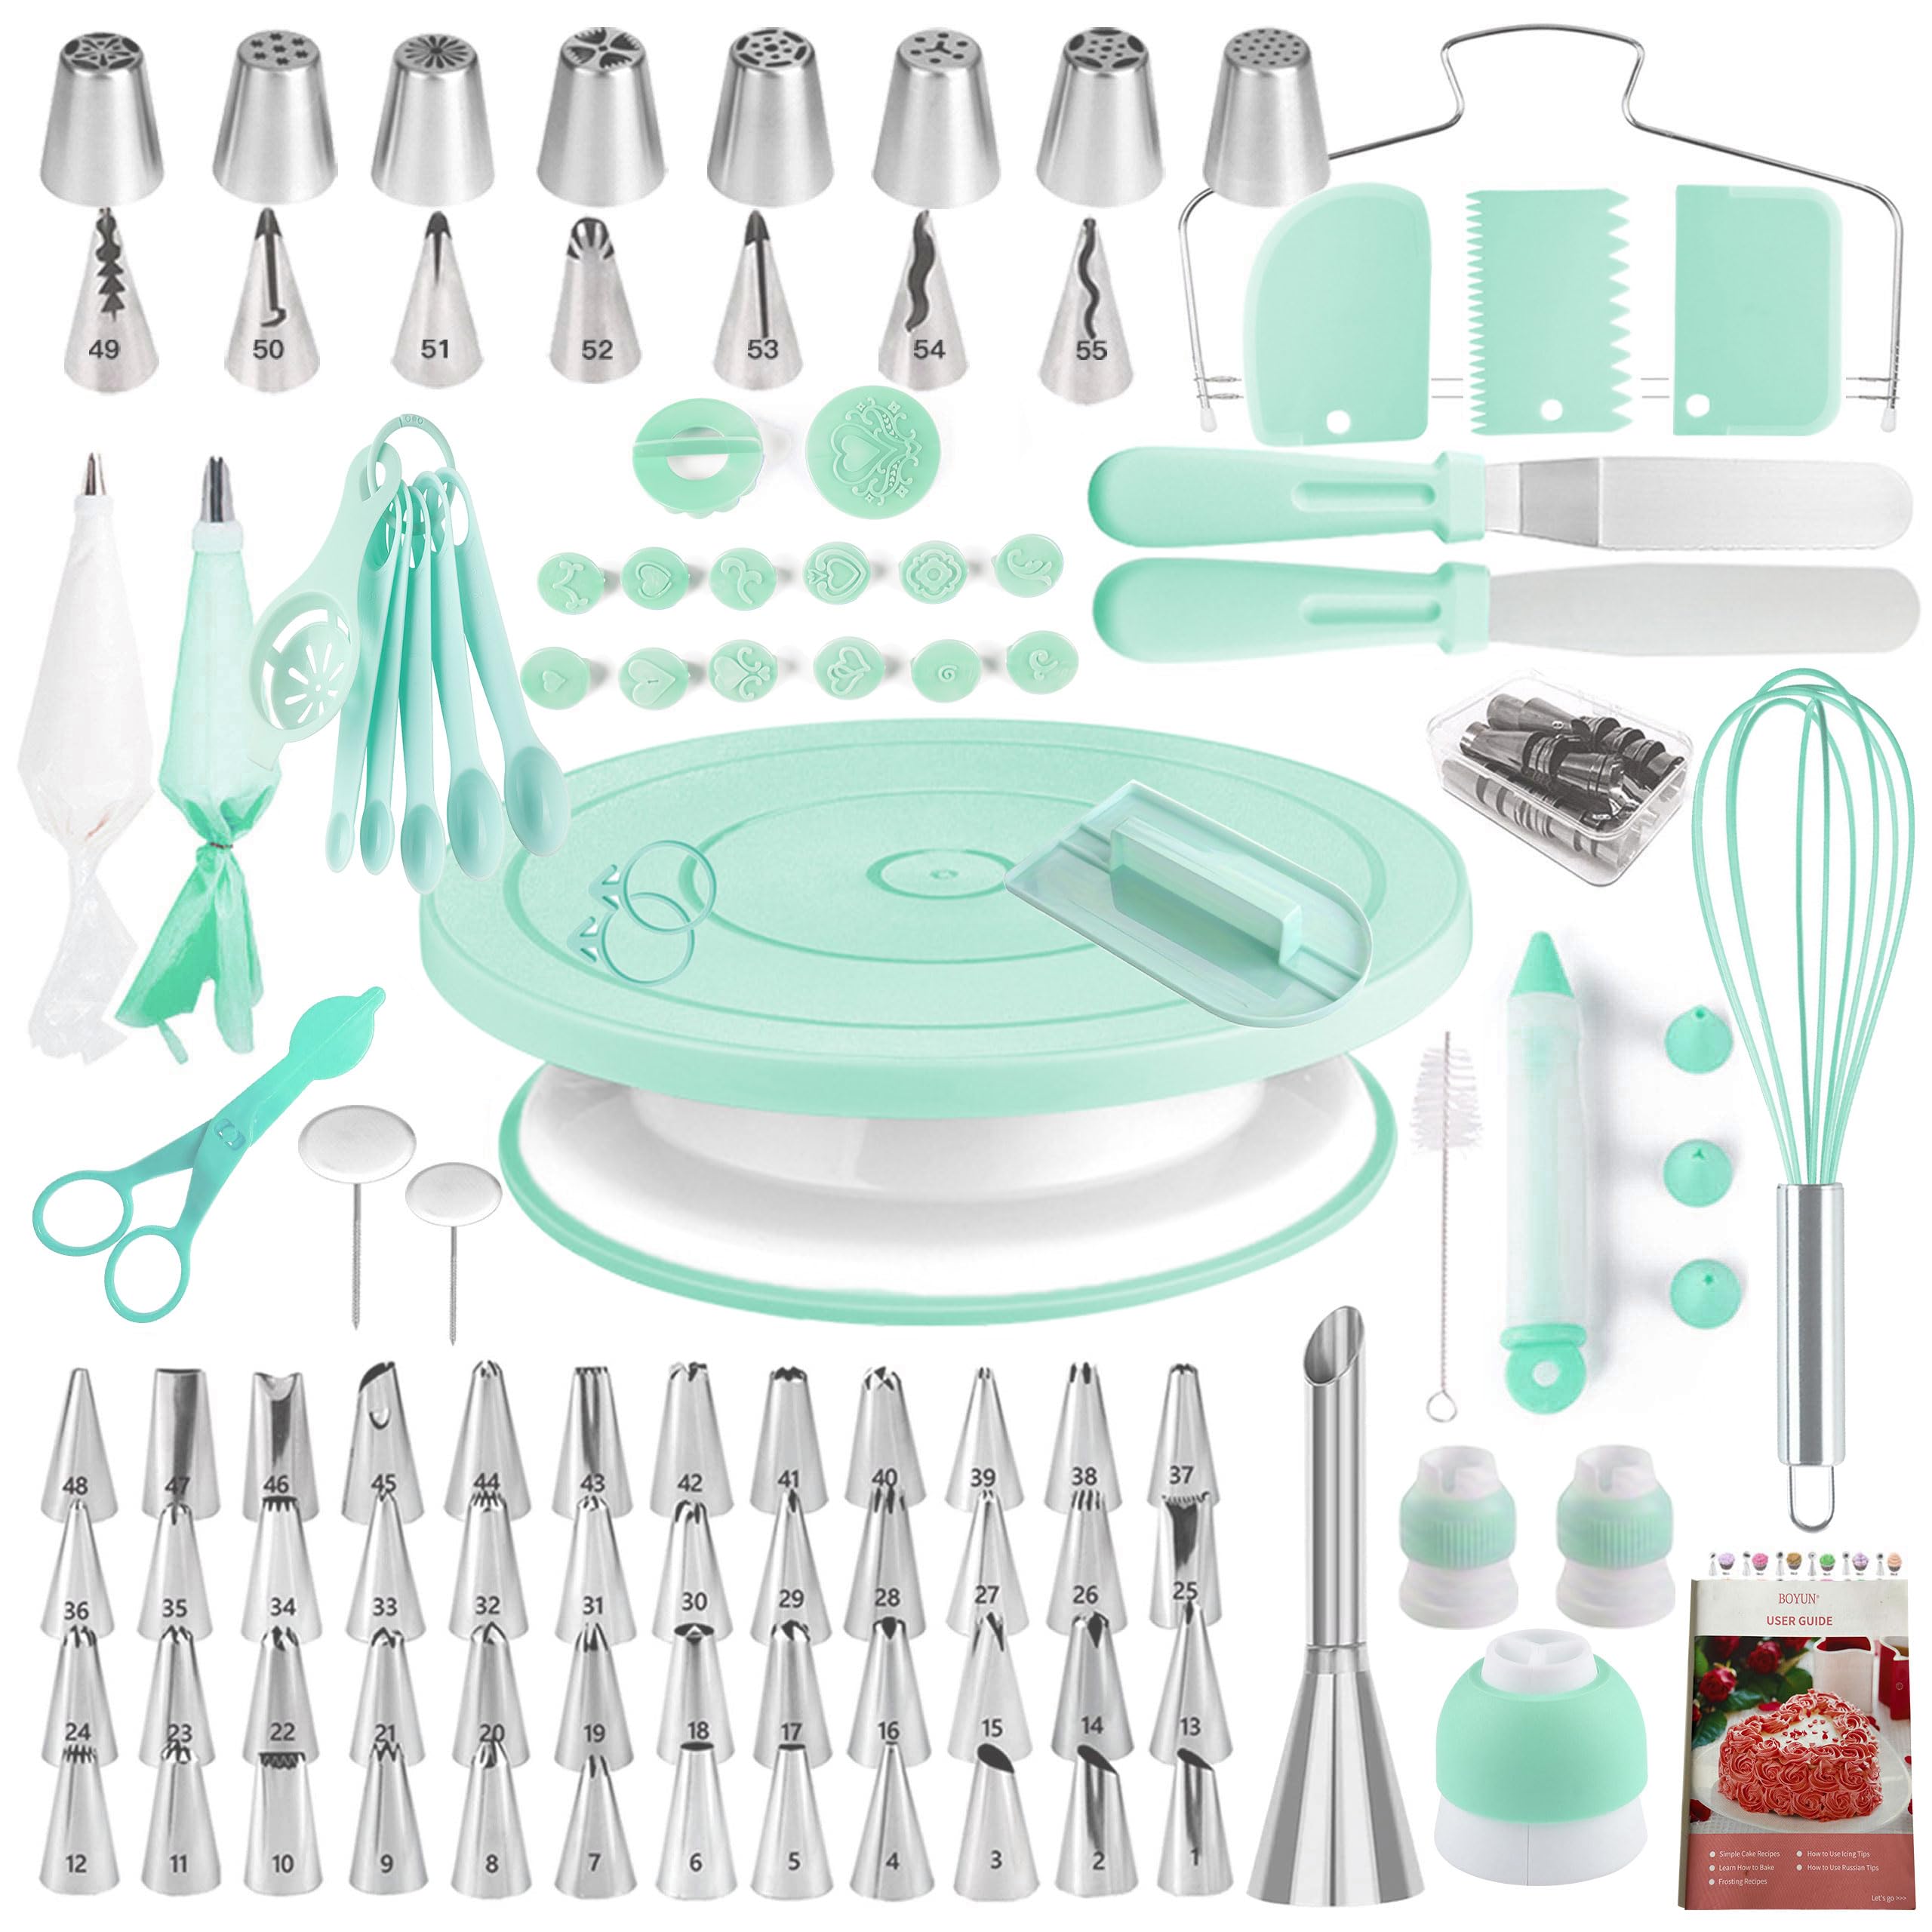 49 50 51 52 53 54 55
48 47 46 45 44 43 42 41 40 39 38 37
36 35 34 33 32 31 30 29 28 27 26 25
24 23 22 21 20 19 18 17 16 15 14 13
12 11 10 9 8 7 6 5 4 3 2 1
BOYUN®
USER GUIDE
Simple Cake Recipes
Learn How to Bake
Frosting Recipes
How to Use Icing Tips
How to Use Russian Tips
Let's go >>>